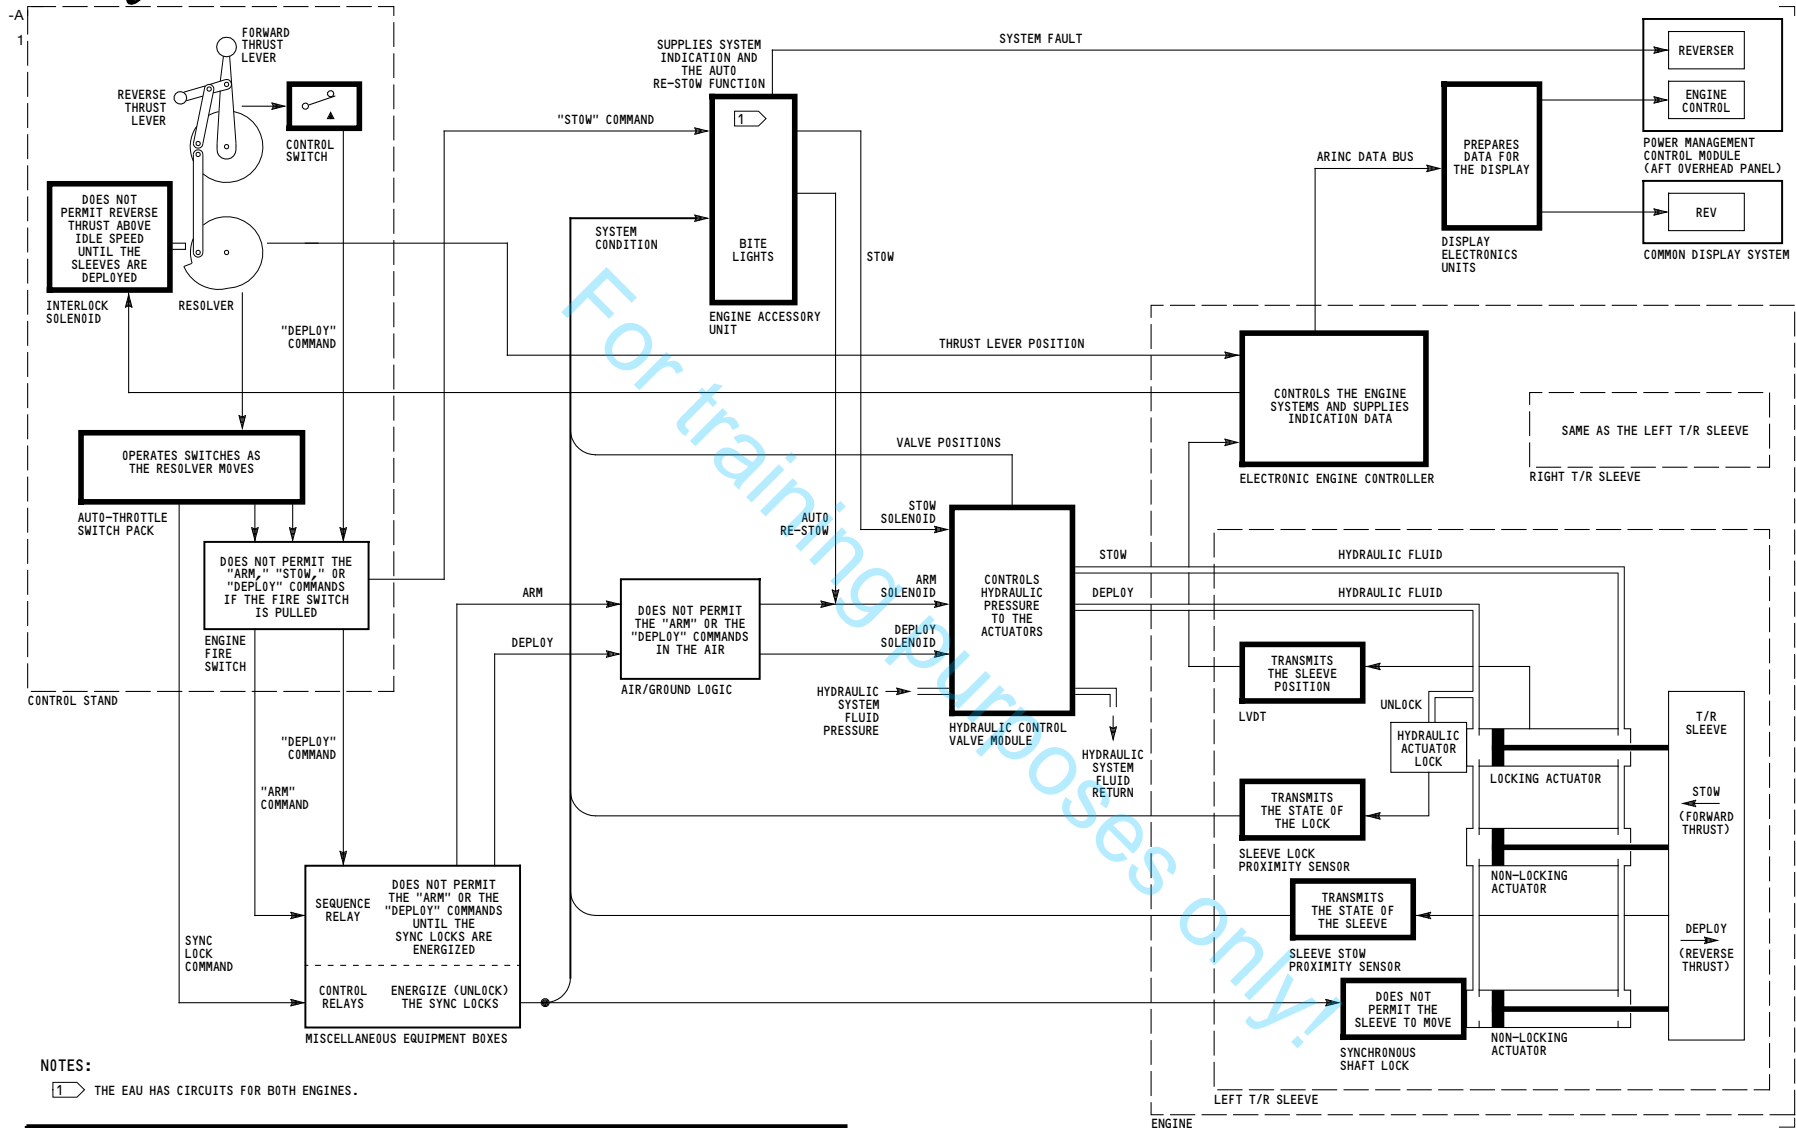 -A
1
FORWARD
THRUST
LEVER
REVERSE
THRUST
LEVER
CONTROL
SWITCH
DOES NOT
PERMIT REVERSE
THRUST ABOVE
IDLE SPEED
UNTIL THE
SLEEVES ARE
DEPLOYED
INTERLOCK
SOLENOID
RESOLVER
"DEPLOY"
COMMAND
OPERATES SWITCHES AS
THE RESOLVER MOVES
AUTO-THROTTLE
SWITCH PACK
DOES NOT PERMIT THE
"ARM," "STOW," OR
"DEPLOY" COMMANDS
IF THE FIRE SWITCH
IS PULLED
ENGINE
FIRE
SWITCH
CONTROL STAND
"DEPLOY"
COMMAND
"ARM"
COMMAND
SYNC
LOCK
COMMAND
SEQUENCE
RELAY
DOES NOT PERMIT
THE "ARM" OR THE
"DEPLOY" COMMANDS
UNTIL THE
SYNC LOCKS ARE
ENERGIZED
CONTROL
RELAYS
ENERGIZE (UNLOCK)
THE SYNC LOCKS
MISCELLANEOUS EQUIPMENT BOXES
SUPPLIES SYSTEM
INDICATION AND
THE AUTO
RE-STOW FUNCTION
"STOW" COMMAND
1
BITE
LIGHTS
ENGINE ACCESSORY
UNIT
SYSTEM
CONDITION
STOW
SYSTEM FAULT
THRUST LEVER POSITION
VALVE POSITIONS
AUTO
RE-STOW
STOW
SOLENOID
ARM
SOLENOID
DEPLOY
SOLENOID
ARM
DEPLOY
DOES NOT PERMIT
THE "ARM" OR THE
"DEPLOY" COMMANDS
IN THE AIR
AIR/GROUND LOGIC
HYDRAULIC
SYSTEM
FLUID
PRESSURE
CONTROLS
HYDRAULIC
PRESSURE
TO THE
ACTUATORS
HYDRAULIC CONTROL
VALVE MODULE
HYDRAULIC
SYSTEM
FLUID
RETURN
ARINC DATA BUS
PREPARES
DATA FOR
THE DISPLAY
DISPLAY
ELECTRONICS
UNITS
REVERSER
ENGINE
CONTROL
POWER MANAGEMENT
CONTROL MODULE
(AFT OVERHEAD PANEL)
REV
COMMON DISPLAY SYSTEM
CONTROLS THE ENGINE
SYSTEMS AND SUPPLIES
INDICATION DATA
ELECTRONIC ENGINE CONTROLLER
SAME AS THE LEFT T/R SLEEVE
RIGHT T/R SLEEVE
STOW
HYDRAULIC FLUID
DEPLOY
HYDRAULIC FLUID
TRANSMITS
THE SLEEVE
POSITION
LVDT
UNLOCK
HYDRAULIC
ACTUATOR
LOCK
LOCKING ACTUATOR
T/R
SLEEVE
STOW
(FORWARD
THRUST)
TRANSMITS
THE STATE OF
THE LOCK
SLEEVE LOCK
PROXIMITY SENSOR
NON-LOCKING
ACTUATOR
TRANSMITS
THE STATE OF
THE SLEEVE
SLEEVE STOW
PROXIMITY SENSOR
DEPLOY
(REVERSE
THRUST)
DOES NOT
PERMIT THE
SLEEVE TO MOVE
SYNCHRONOUS
SHAFT LOCK
NON-LOCKING
ACTUATOR
LEFT T/R SLEEVE
ENGINE
NOTES:
1 THE EAU HAS CIRCUITS FOR BOTH ENGINES.
For training purposes only!